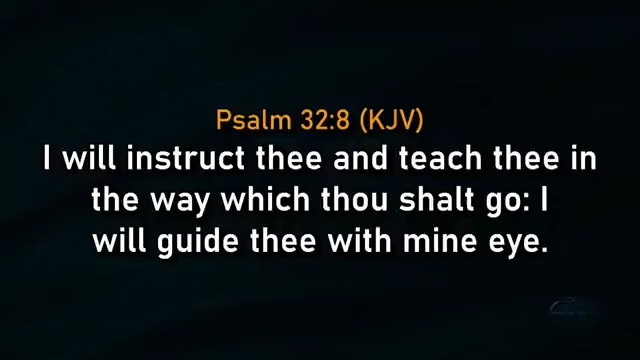 Psalm 32:8 (KJV)
I will instruct thee and teach thee in
the way which thou shalt go: I
will guide thee with mine eye.